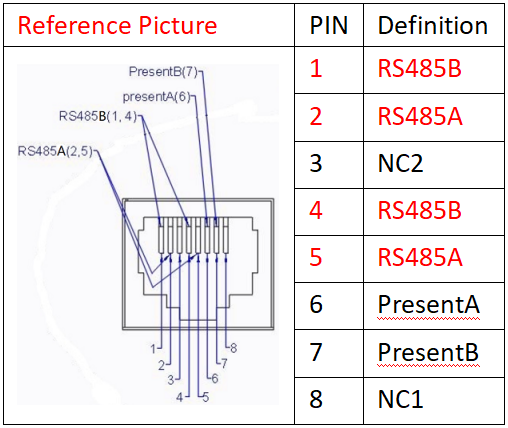 Reference Picture PIN Definition
PresentB(7)
presentA(6)
RS485B(1, 4)
RS485A(2,5)
1
2
3
4
5
6
7
8
1 RS485B
2 RS485A
3 NC2
4 RS485B
5 RS485A
6 PresentA
7 PresentB
8 NC1